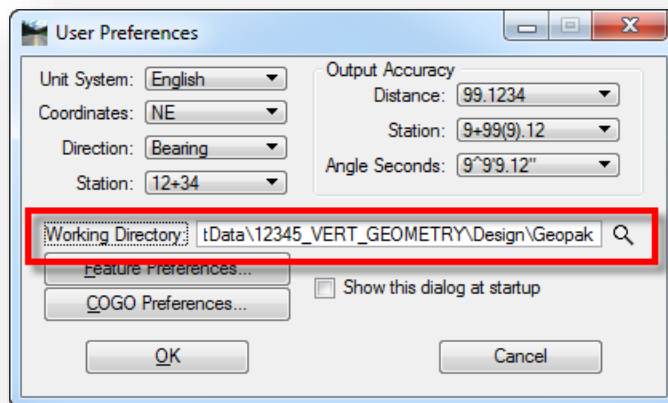 User Preferences
Unit System: English
Coordinates: NE
Direction: Bearing
Station: 12+34
Output Accuracy
Distance: 99.1234
Station: 9+99(9).12
Angle Seconds: 9^9'9.12"
Working Directory: tData\12345_VERT_GEOMETRY\Design\Geopak
Feature Preferences...
COGO Preferences...
Show this dialog at startup
OK
Cancel